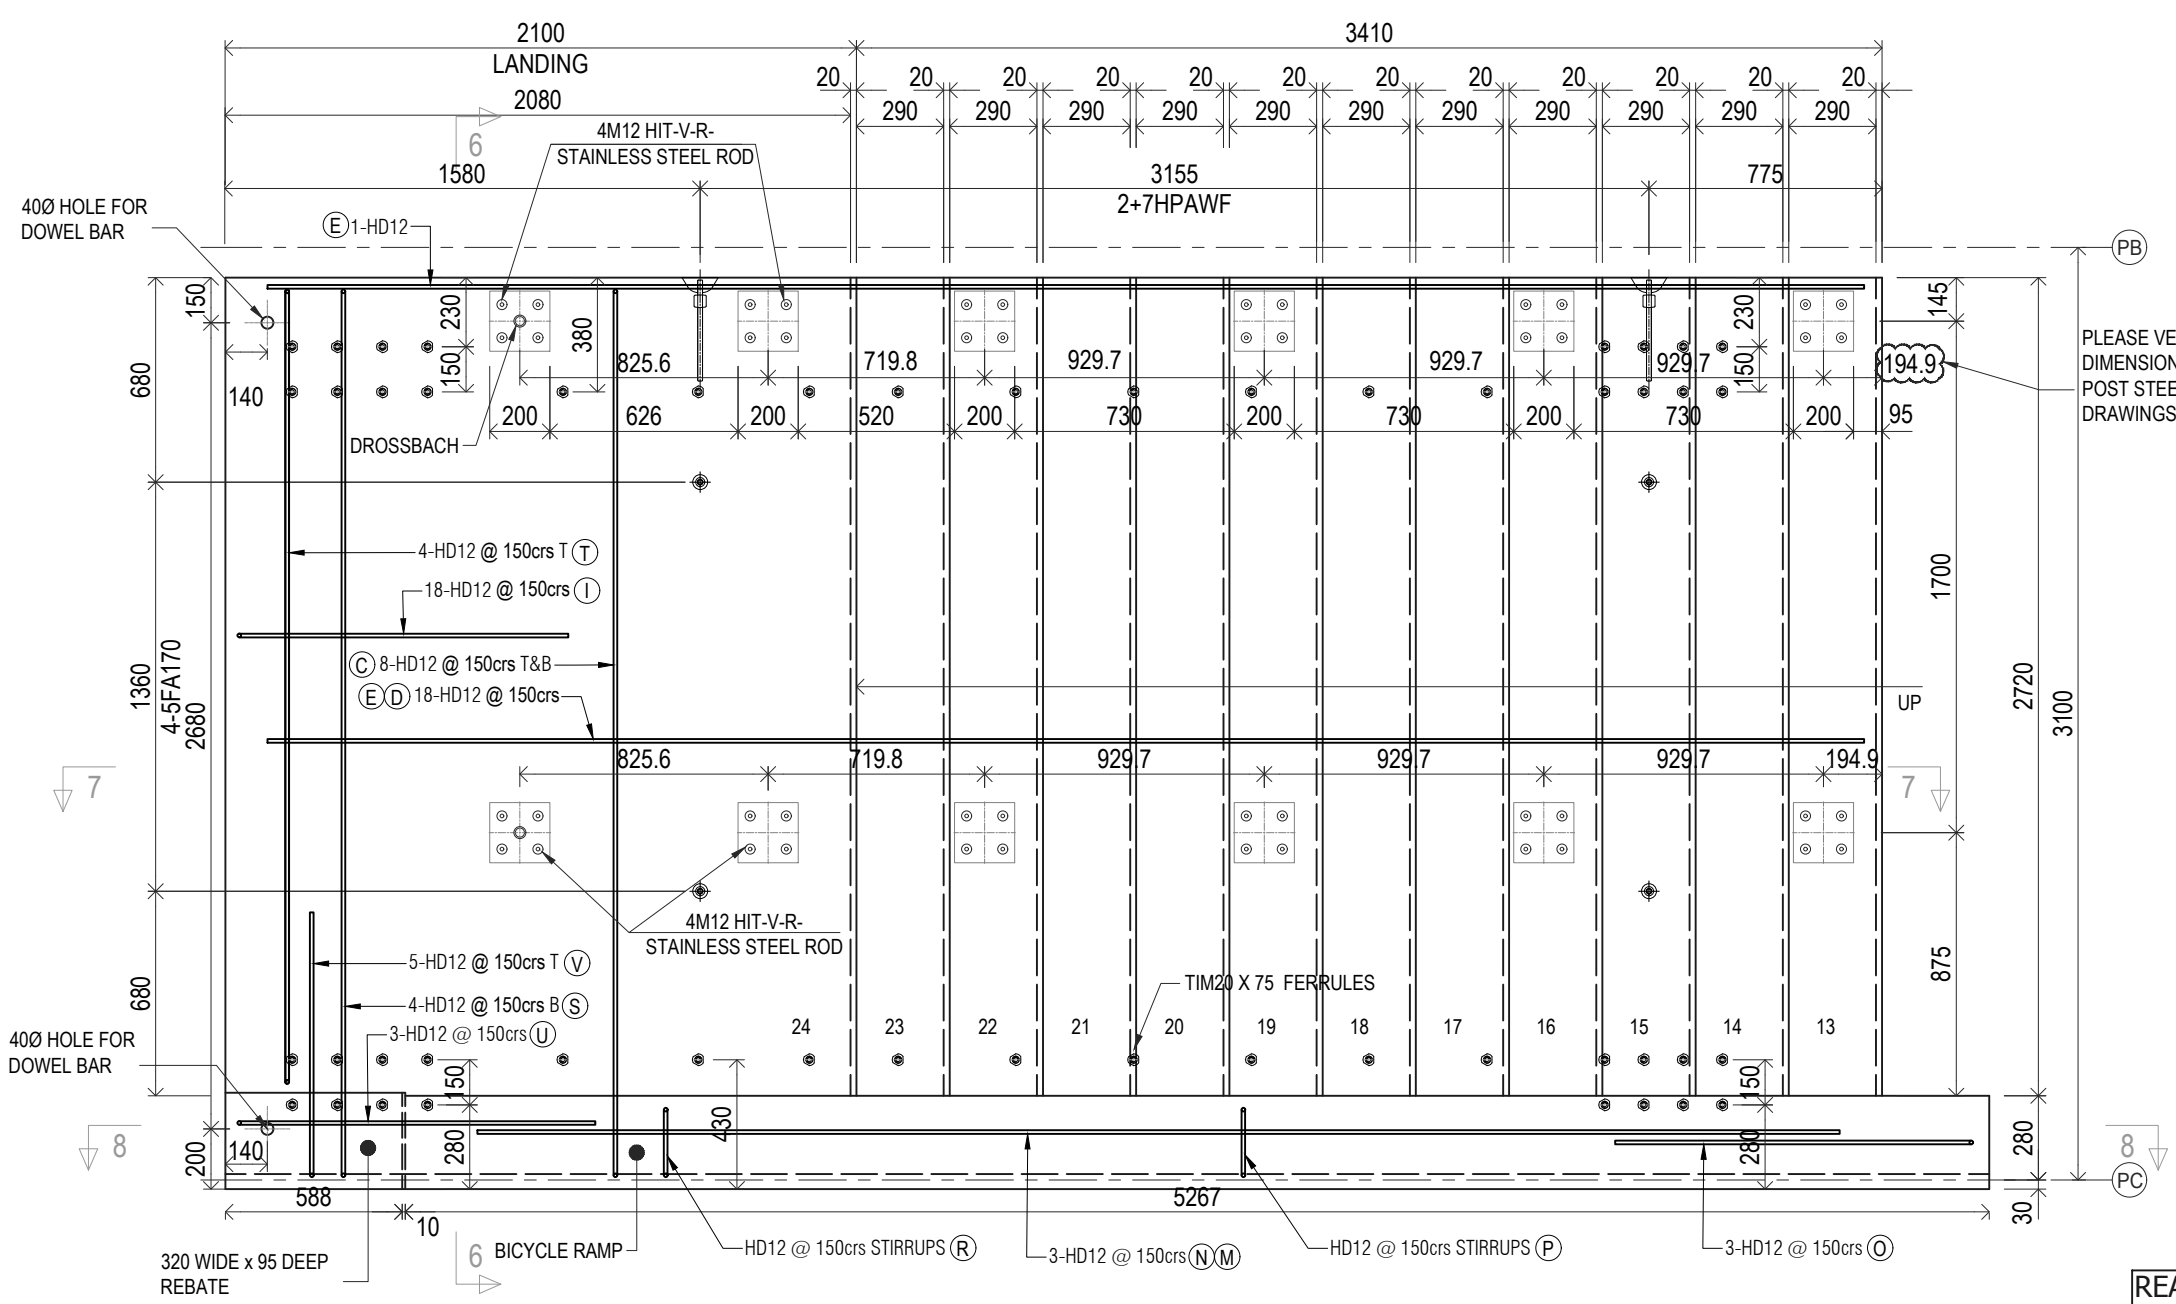 2100
LANDING
3410
20 20 20 20 20 20 20 20 20 20 20 20
2080
290 290 290 290 290 290 290 290 290 290 290
6
4M12 HIT-V-R-
STAINLESS STEEL ROD
1580
3155
2+7HPAWF
775
40Ø HOLE FOR
DOWEL BAR
E 1-HD12
PB
150
230
380
230
145
680
150
825.6
719.8
929.7
929.7
929.7
150
194.9
PLEASE VE
DIMENSION
POST STEE
DRAWINGS
140
200
626
200
520
200
730
200
730
200
730
200
95
DROSSBACH
4-HD12 @ 150crs T T
18-HD12 @ 150crs I
1700
1360
4-5FA170
2680
C 8-HD12 @ 150crs T&B
E D 18-HD12 @ 150crs
UP
2720
3100
825.6
719.8
929.7
929.7
929.7
194.9
7
7
4M12 HIT-V-R-
STAINLESS STEEL ROD
680
5-HD12 @ 150crs T V
875
TIM20 X 75 FERRULES
4-HD12 @ 150crs B S
3-HD12 @ 150crs U
24 23 22 21 20 19 18 17 16 15 14 13
40Ø HOLE FOR
DOWEL BAR
150
430
150
8
200
140
280
280
280
8
PC
588
5267
30
10
320 WIDE x 95 DEEP
REBATE
6
BICYCLE RAMP
HD12 @ 150crs STIRRUPS R
3-HD12 @ 150crs N M
HD12 @ 150crs STIRRUPS P
3-HD12 @ 150crs O
REA